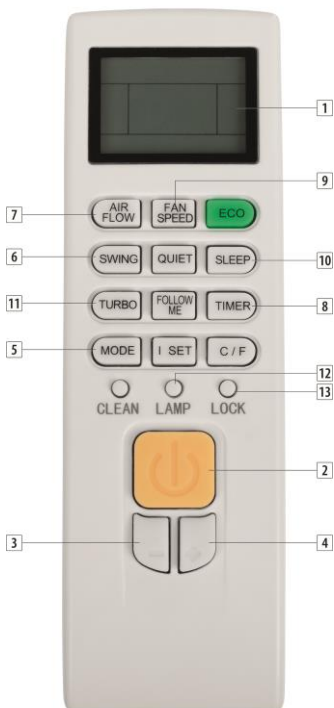 1
9
7 AIR FLOW FAN SPEED ECO
6 SWING QUIET SLEEP 10
11 TURBO FOLLOW ME TIMER 8
5 MODE I SET C / F
12
13
CLEAN LAMP LOCK
2
3 4